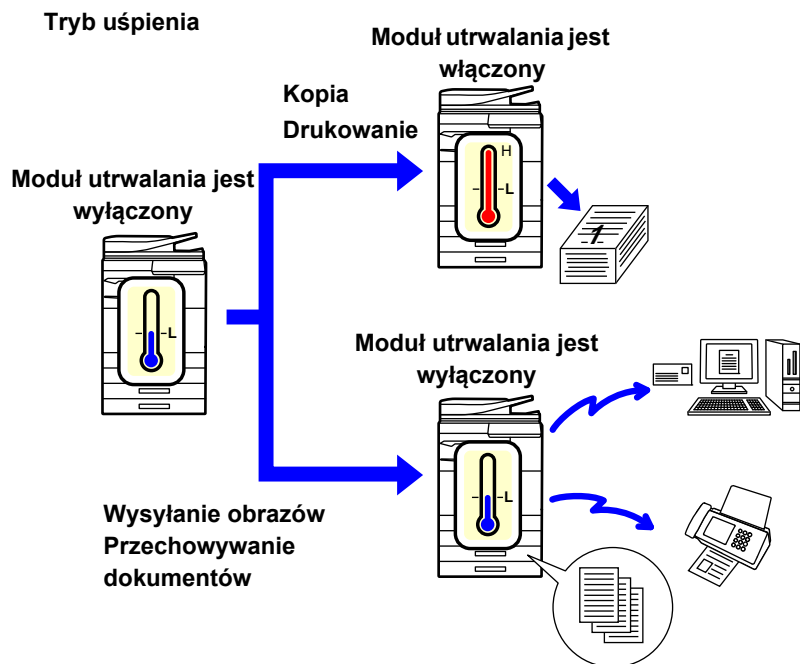 Tryb uśpienia
Moduł utrwalania jest
wyłączony
L
Kopia
Drukowanie
Moduł utrwalania jest
włączony
H
L
1
Wysyłanie obrazów
Przechowywanie
dokumentów
Moduł utrwalania jest
wyłączony
L